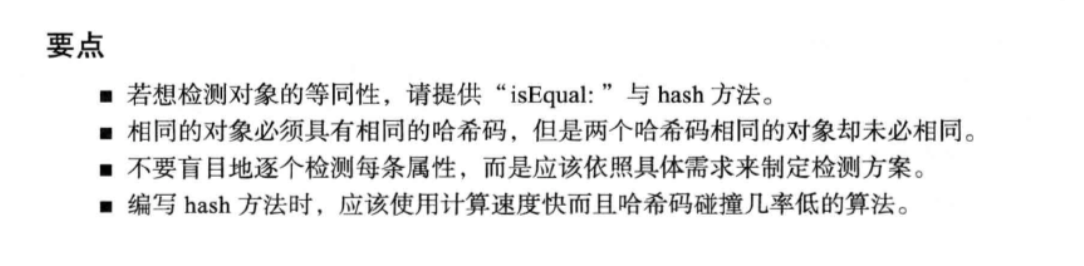 要点
■ 若想检测对象的等同性，请提供“isEqual: ”与 hash 方法。
■ 相同的对象必须具有相同的哈希码，但是两个哈希码相同的对象却未必相同。
■ 不要盲目地逐个检测每条属性，而是应该依照具体需求来制定检测方案。
■ 编写 hash 方法时，应该使用计算速度快而且哈希码碰撞几率低的算法。